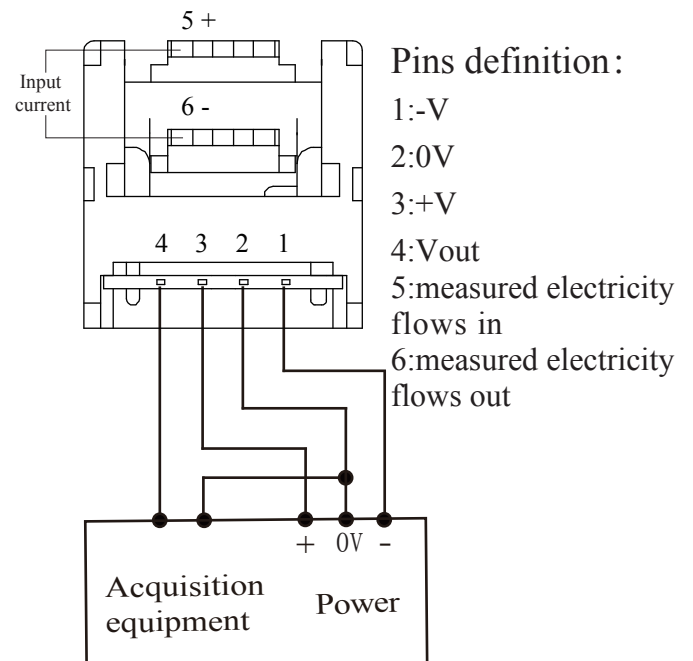 5 +
Input
current
6 -
4 3 2 1
Pins definition:
1:-V
2:0V
3:+V
4:Vout
5:measured electricity
flows in
6:measured electricity
flows out
+ 0V -
Acquisition
equipment
Power